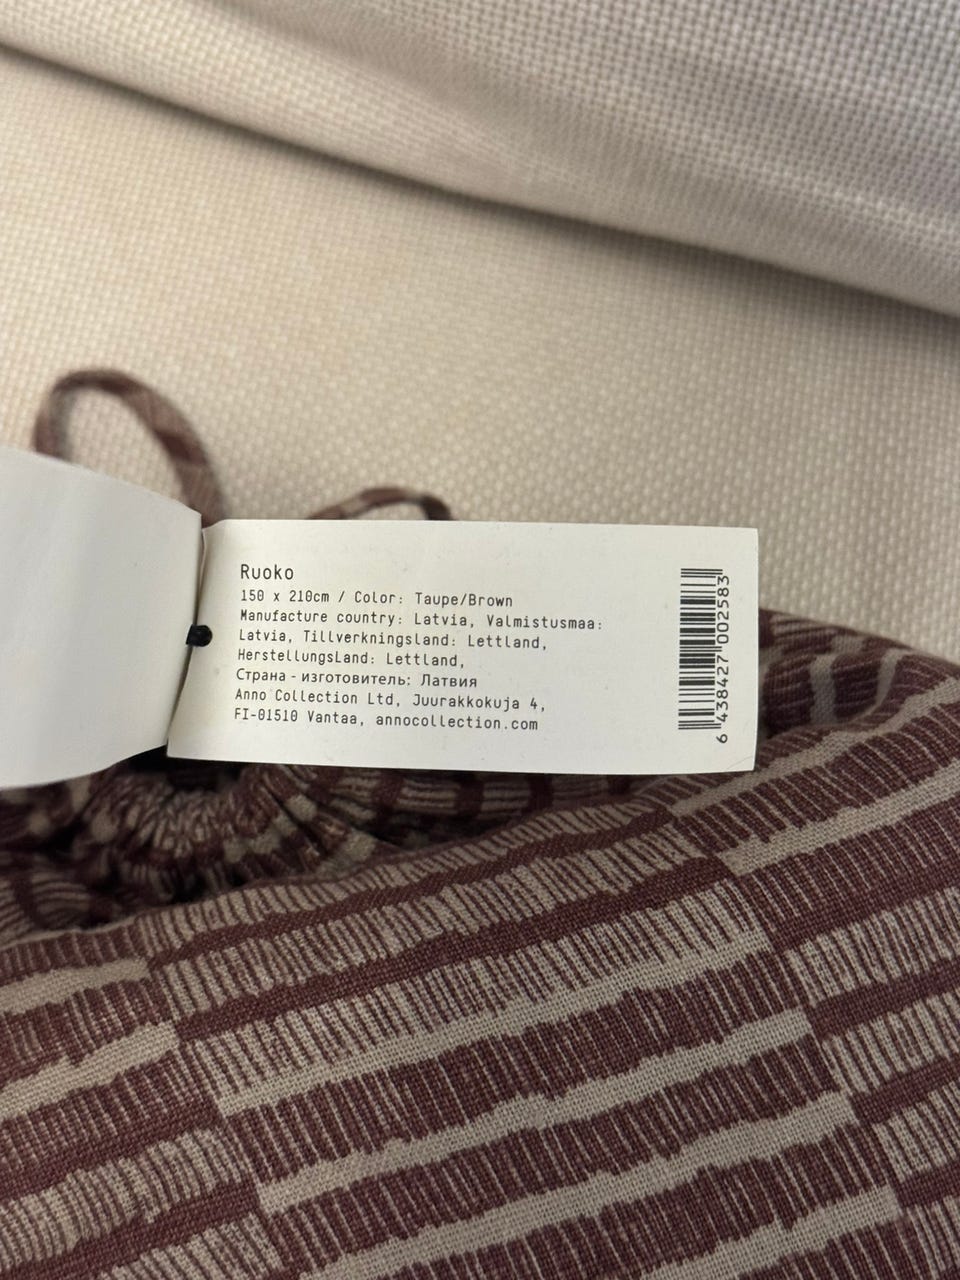 Ruoko
150 x 210cm / Color: Taupe/Brown
Manufacture country: Latvia, Valmistusmaa:
Latvia, Tillverkningsland: Lettland,
HerstellungsLand: Lettland,
Страна - изготовитель: Латвия
Anno Collection Ltd, Juurakkokuja 4,
FI-01510 Vantaa, annocollection.com
6 438427 002583